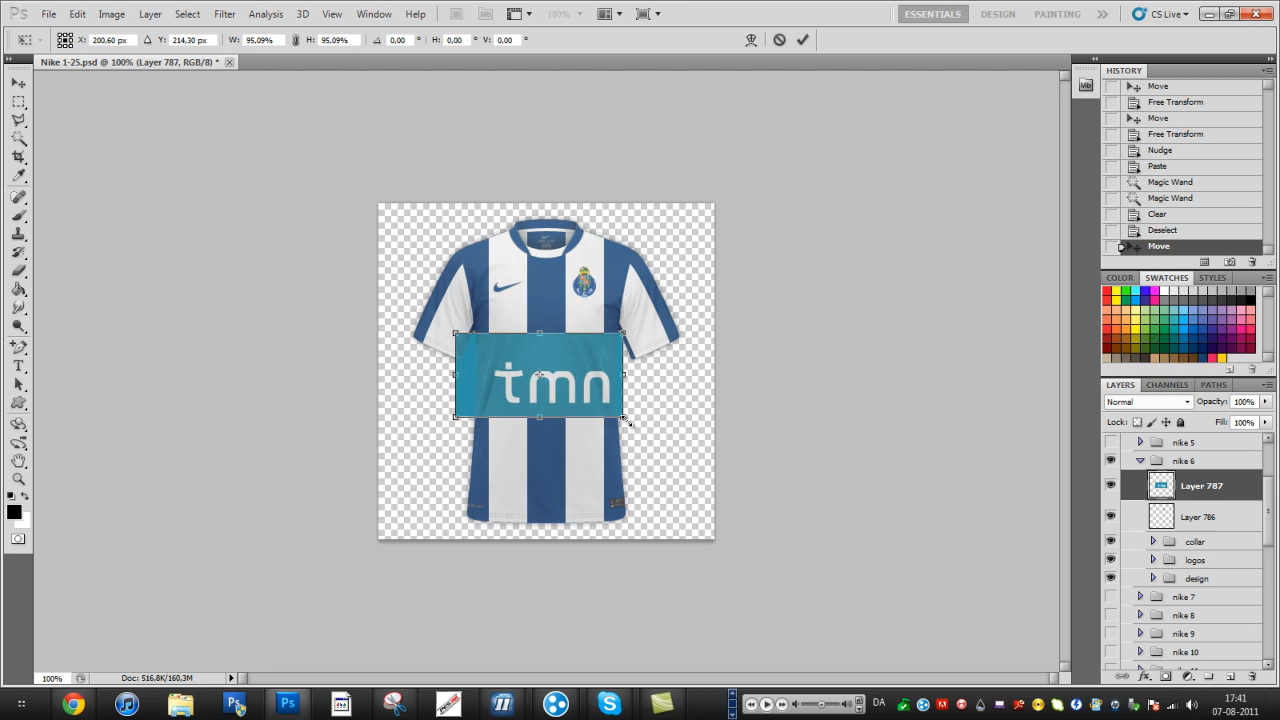 Ps File Edit Image Layer Select Filter Analysis 3D View Window Help Br Mb 100% ESSENTIALS DESIGN PAINTING CS Live
X: 200,60 px Y: 214,30 px W: 95,09% H: 95,09% 0,00 ° H: 0,00 ° V: 0,00 °
Nike 1-25.psd @ 100% (Layer 787, RGB/8) *
HISTORY
Mb
Move
Free Transform
Move
Free Transform
Nudge
Paste
Magic Wand
Magic Wand
Clear
Deselect
Move
COLOR SWATCHES STYLES
tmn
LAYERS CHANNELS PATHS
Normal Opacity: 100%
Lock: Fill: 100%
nike 5
nike 6
Layer 787
Layer 786
collar
logos
design
nike 7
nike 8
nike 9
nike 10
100% Doc: 516,8K/160,3M
DA 17:41
07-08-2011